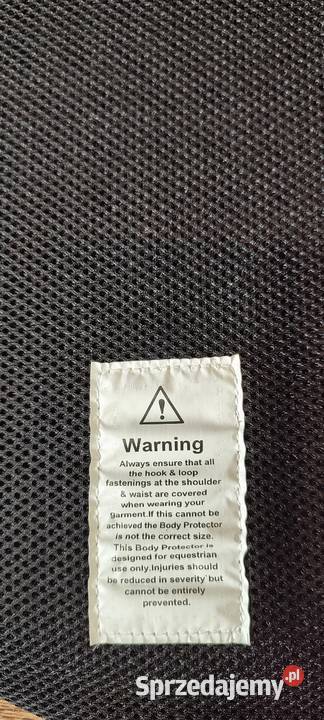 Warning
Always ensure that all
the hook & loop
fastenings at the shoulder
& waist are covered
when wearing your
garment.If this cannot be
achieved the Body Protector
is not the correct size.
This Body Protector is
designed for equestrian
use only.Injuries should
be reduced in severity but
cannot be entirely
prevented.
Sprzedajemy.pl